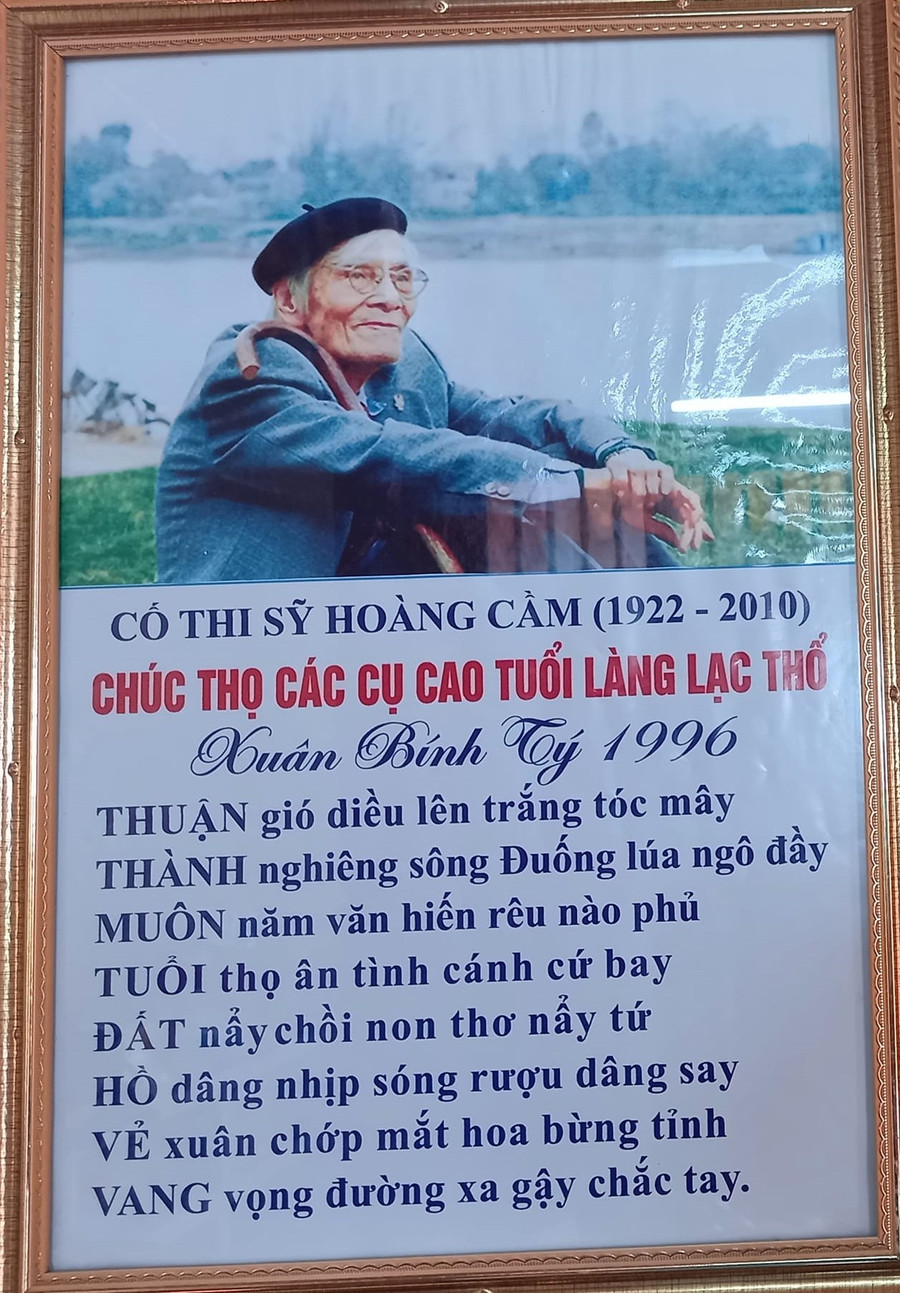 CỐ THI SỸ HOÀNG CẦM (1922 - 2010)
CHÚC THỌ CÁC CỤ CAO TUỔI LÀNG LẠC THỔ
Xuân Bính Tý 1996
THUẬN gió diều lên trắng tóc mây
THÀNH nghiêng sông Đuống lúa ngô đầy
MUÔN năm văn hiến rêu nào phủ
TUỔI thọ ân tình cánh cứ bay
ĐẤT nẩy chồi non thơ nẩy tứ
HỒ dâng nhịp sóng rượu dâng say
VẺ xuân chớp mắt hoa bừng tỉnh
VANG vọng đường xa gậy chắc tay.